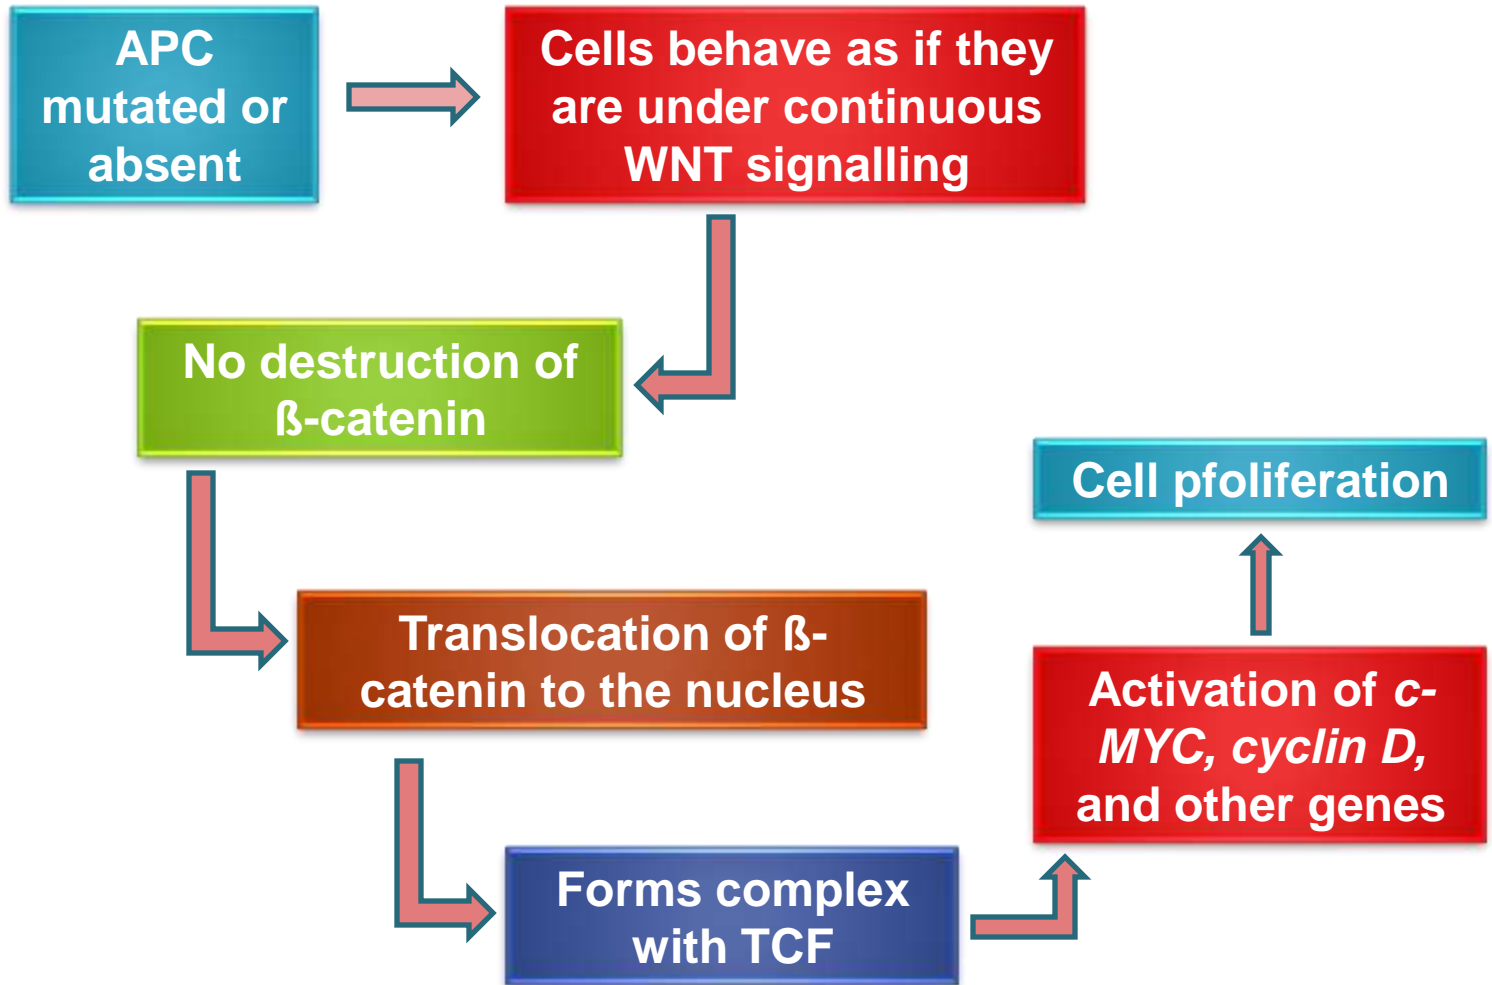 APC
mutated or
absent
Cells behave as if they
are under continuous
WNT signalling
No destruction of
ß-catenin
Translocation of ß-
catenin to the nucleus
Forms complex
with TCF
Activation of c-
MYC, cyclin D,
and other genes
Cell pfoliferation